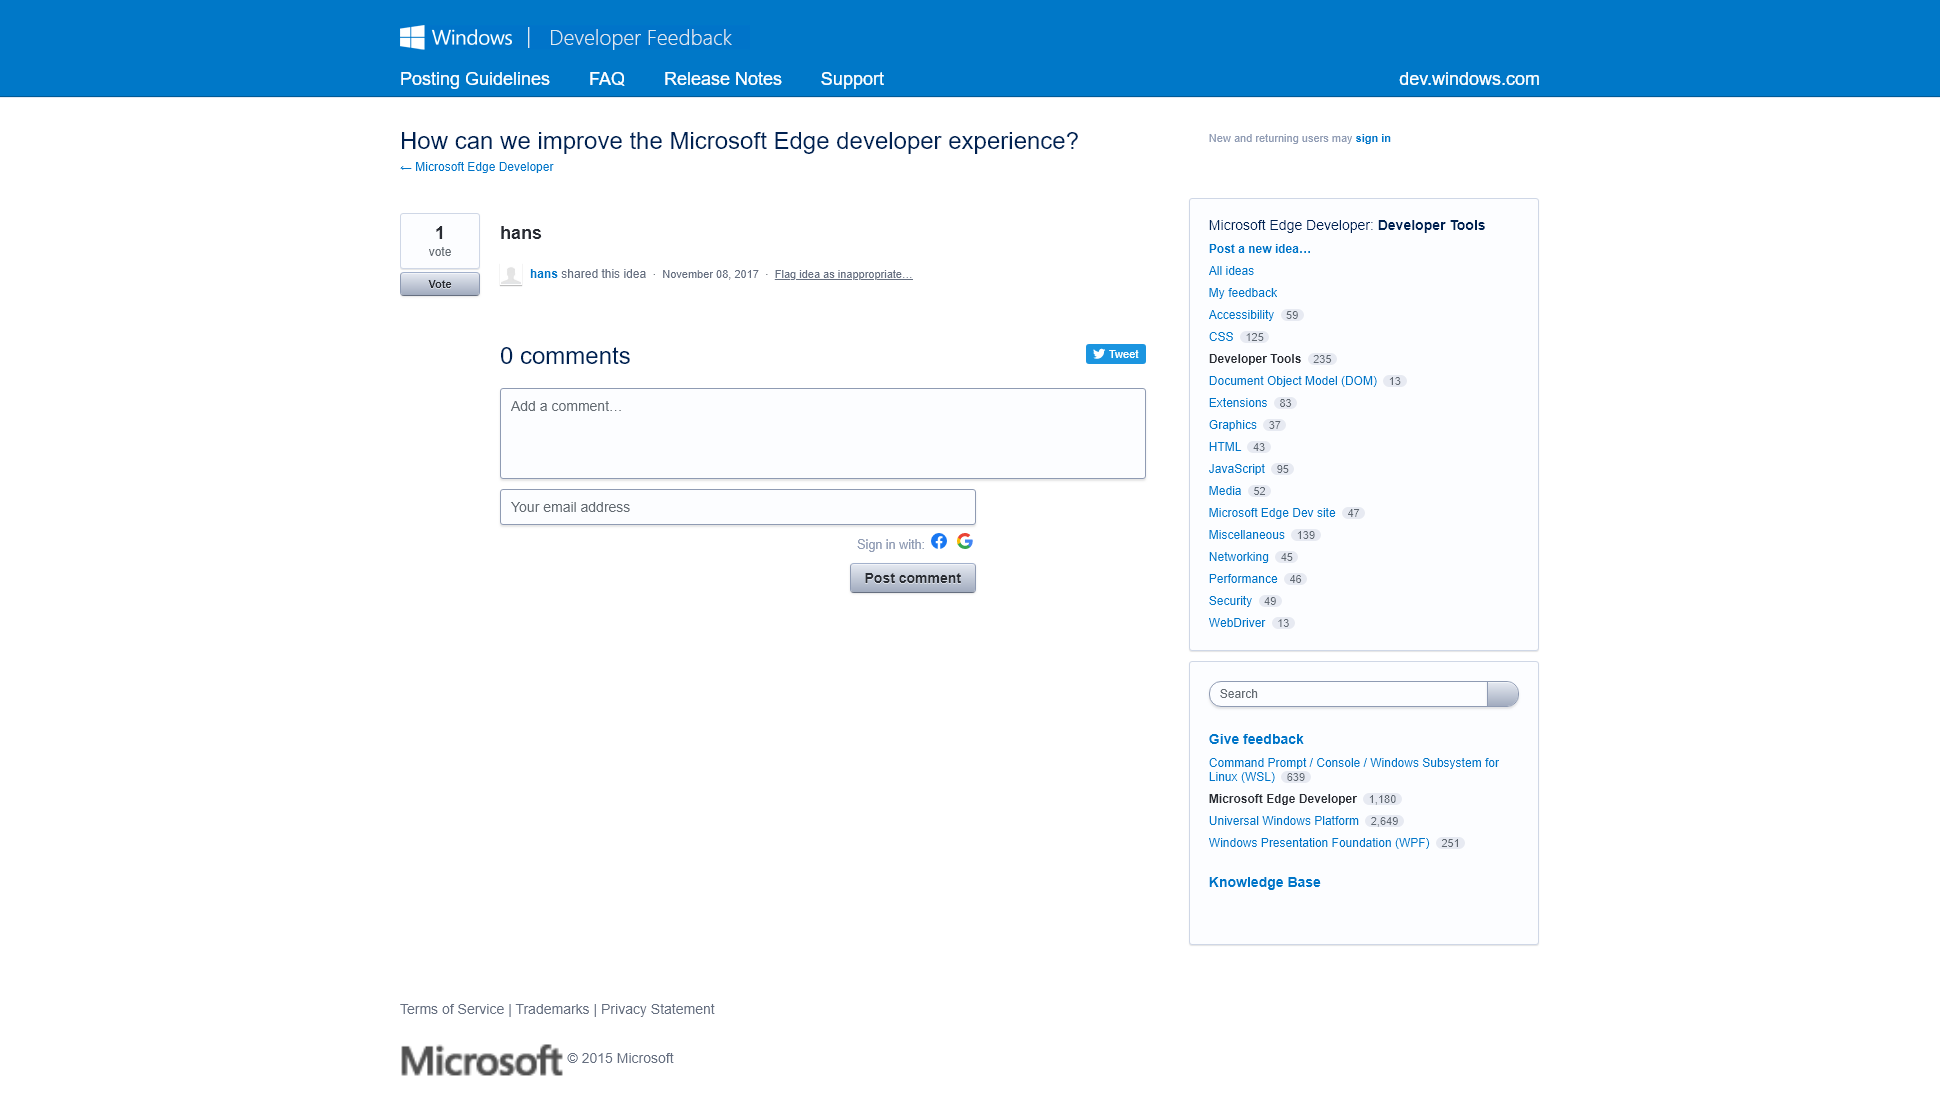 Windows | Developer Feedback
Posting Guidelines FAQ Release Notes Support dev.windows.com
How can we improve the Microsoft Edge developer experience?
← Microsoft Edge Developer
New and returning users may sign in
1
vote
Vote
hans
hans shared this idea · November 08, 2017 · Flag idea as inappropriate…
0 comments
Tweet
Add a comment…
Your email address
Sign in with:
Post comment
Microsoft Edge Developer: Developer Tools
Post a new idea…
All ideas
My feedback
Accessibility 59
CSS 125
Developer Tools 235
Document Object Model (DOM) 13
Extensions 83
Graphics 37
HTML 43
JavaScript 95
Media 52
Microsoft Edge Dev site 47
Miscellaneous 139
Networking 45
Performance 46
Security 49
WebDriver 13
Search
Give feedback
Command Prompt / Console / Windows Subsystem for
Linux (WSL) 639
Microsoft Edge Developer 1,180
Universal Windows Platform 2,649
Windows Presentation Foundation (WPF) 251
Knowledge Base
Terms of Service | Trademarks | Privacy Statement
Microsoft © 2015 Microsoft